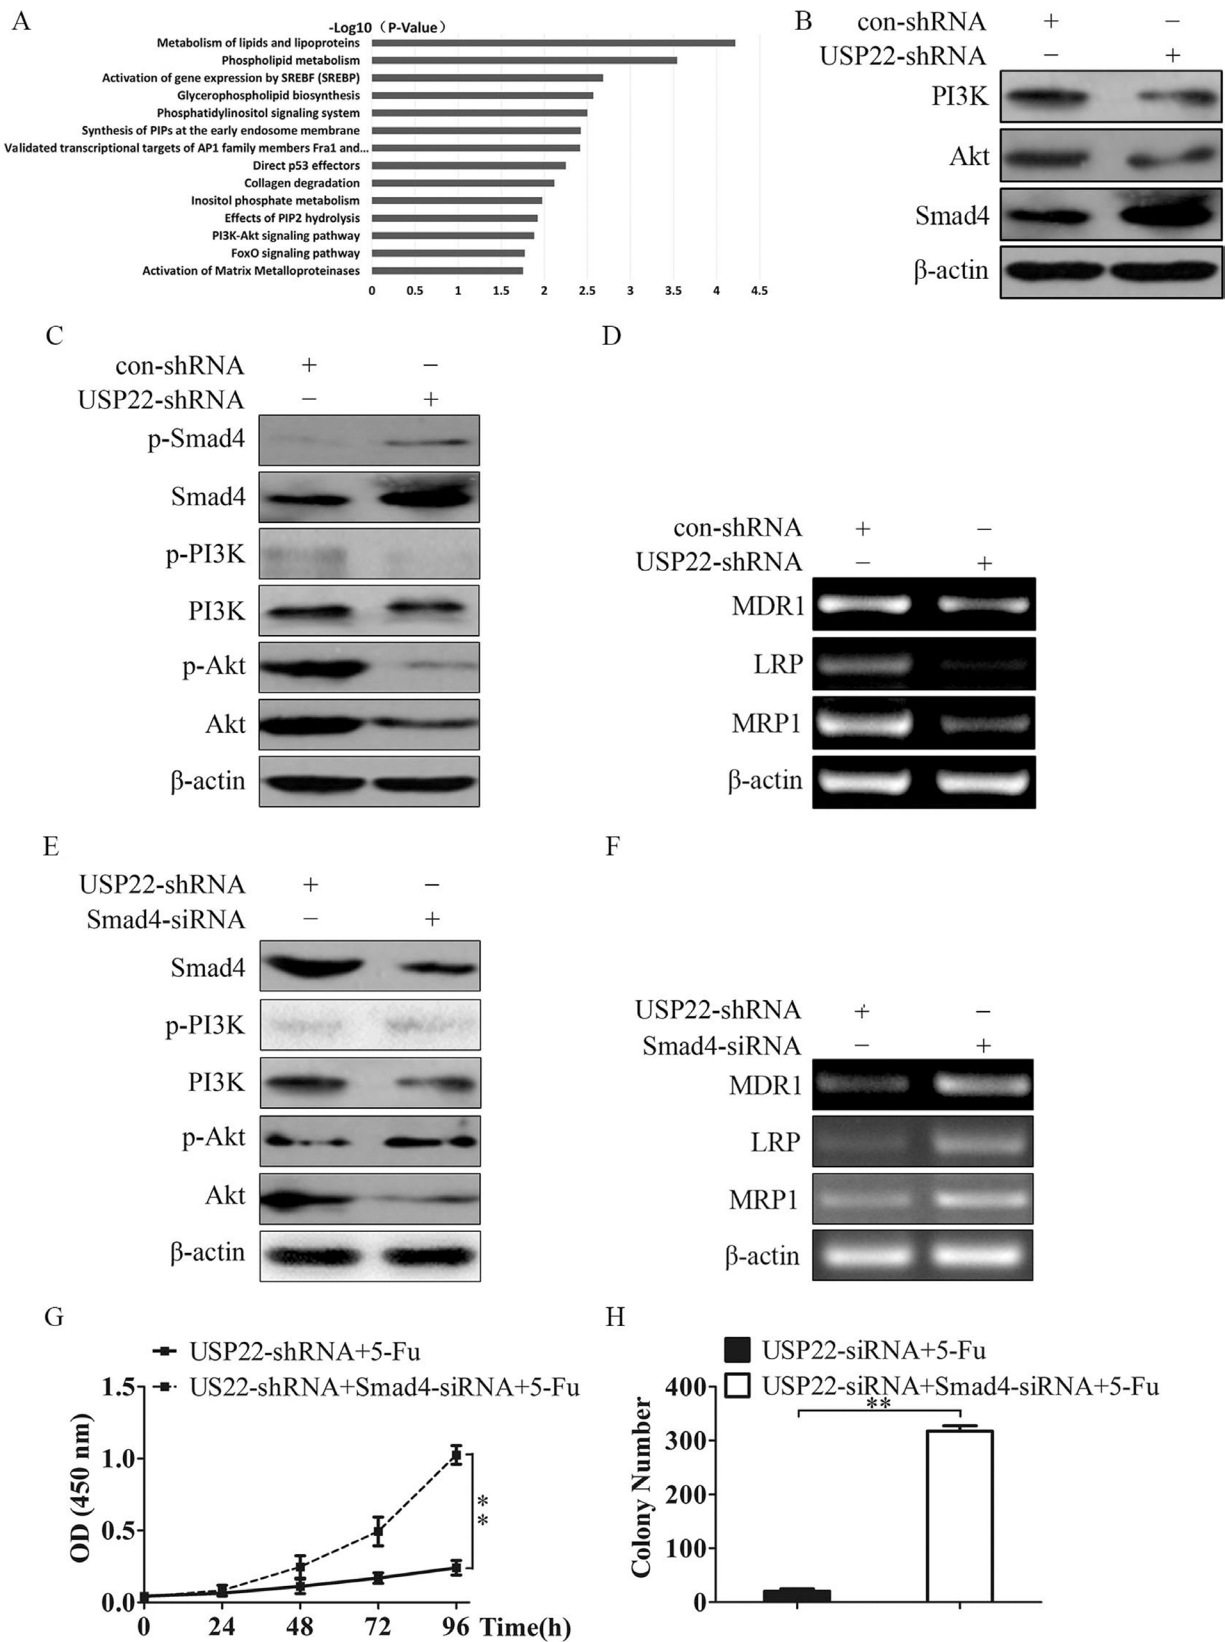 A
-Log10（P-Value）
Metabolism of lipids and lipoproteins
Phospholipid metabolism
Activation of gene expression by SREBF (SREBP)
Glycerophospholipid biosynthesis
Phosphatidylinositol signaling system
Synthesis of PIPs at the early endosome membrane
Validated transcriptional targets of AP1 family members Fra1 and...
Direct p53 effectors
Collagen degradation
Inositol phosphate metabolism
Effects of PIP2 hydrolysis
PI3K-Akt signaling pathway
FoxO signaling pathway
Activation of Matrix Metalloproteinases
0 0.5 1 1.5 2 2.5 3 3.5 4 4.5
B
con-shRNA + −
USP22-shRNA − +
PI3K
Akt
Smad4
β-actin
C
con-shRNA + −
USP22-shRNA − +
p-Smad4
Smad4
p-PI3K
PI3K
p-Akt
Akt
β-actin
D
con-shRNA + −
USP22-shRNA − +
MDR1
LRP
MRP1
β-actin
E
USP22-shRNA + −
Smad4-siRNA − +
Smad4
p-PI3K
PI3K
p-Akt
Akt
β-actin
F
USP22-shRNA + −
Smad4-siRNA − +
MDR1
LRP
MRP1
β-actin
G
USP22-shRNA+5-Fu
US22-shRNA+Smad4-siRNA+5-Fu
OD (450 nm)
1.5
1.0
0.5
0.0
**
0 24 48 72 96 Time(h)
H
USP22-siRNA+5-Fu
USP22-siRNA+Smad4-siRNA+5-Fu
Colony Number
400
300
200
100
0
**